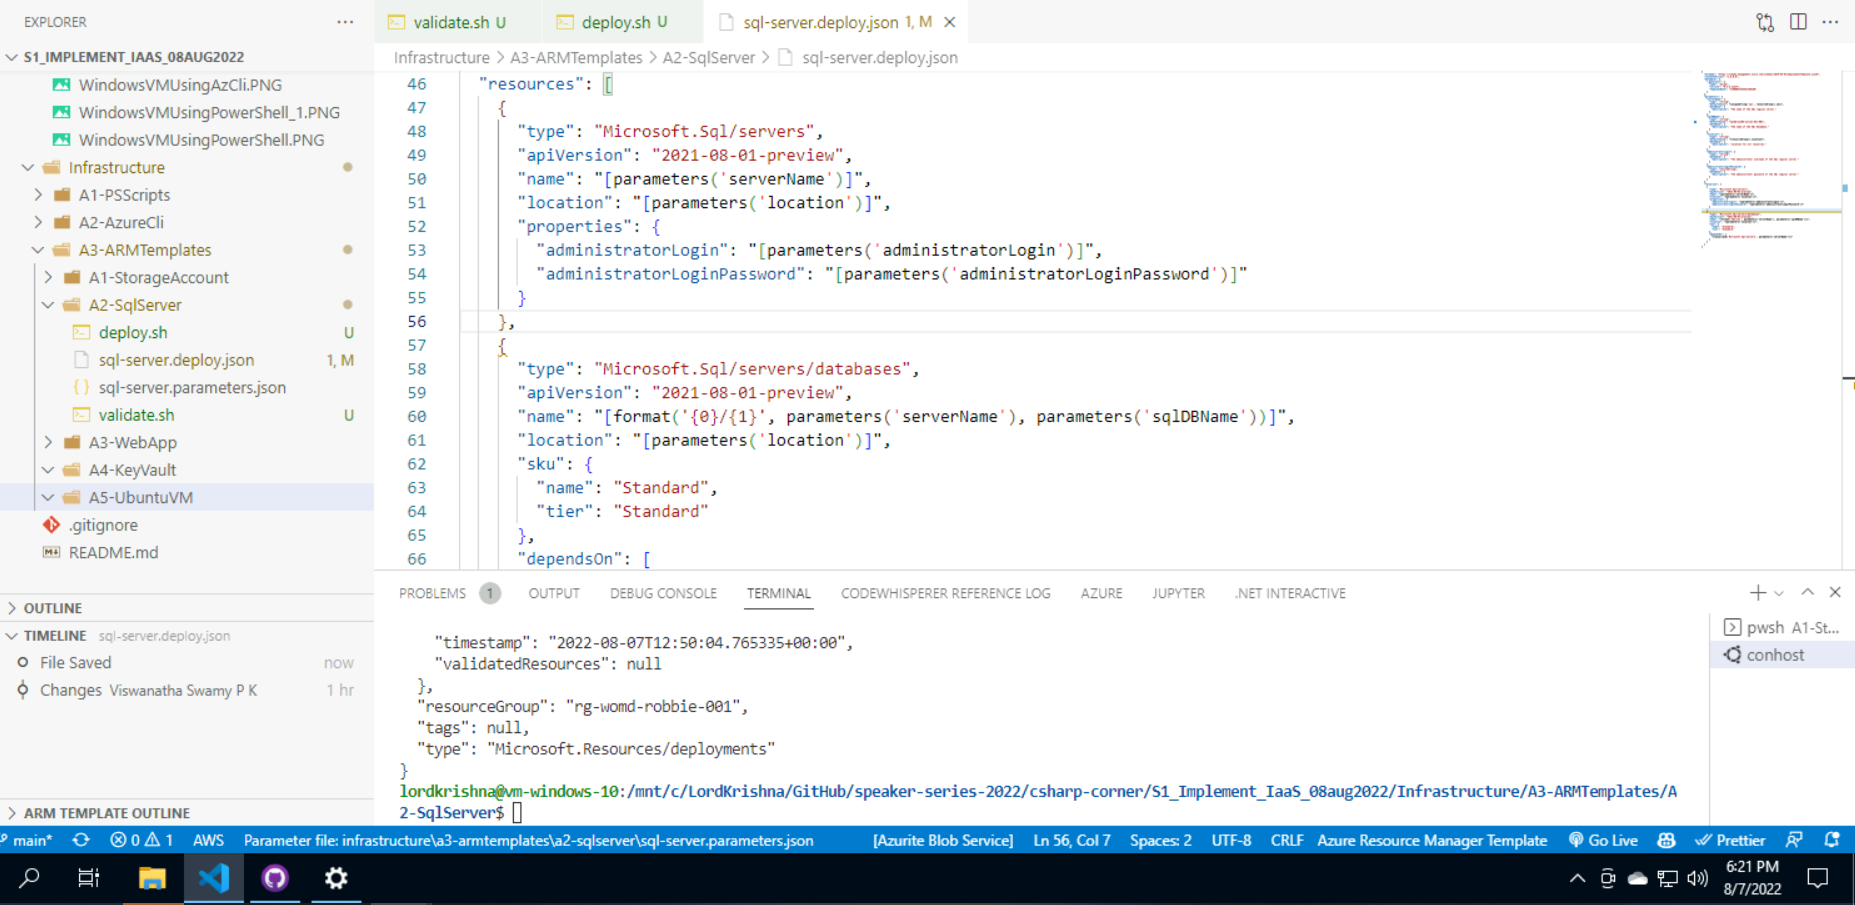 EXPLORER
S1_IMPLEMENT_IAAS_08AUG2022
WindowsVMUsingAzCli.PNG
WindowsVMUsingPowerShell_1.PNG
WindowsVMUsingPowerShell.PNG
Infrastructure
A1-PSScripts
A2-AzureCli
A3-ARMTemplates
A1-StorageAccount
A2-SqlServer
deploy.sh U
sql-server.deploy.json 1, M
sql-server.parameters.json
validate.sh U
A3-WebApp
A4-KeyVault
A5-UbuntuVM
.gitignore
README.md
OUTLINE
TIMELINE sql-server.deploy.json
File Saved now
Changes Viswanatha Swamy P K 1 hr
ARM TEMPLATE OUTLINE
validate.sh U deploy.sh U sql-server.deploy.json 1, M
Infrastructure > A3-ARMTemplates > A2-SqlServer > sql-server.deploy.json
46 "resources": [
47 {
48 "type": "Microsoft.Sql/servers",
49 "apiVersion": "2021-08-01-preview",
50 "name": "[parameters('serverName')]",
51 "location": "[parameters('location')]",
52 "properties": {
53 "administratorLogin": "[parameters('administratorLogin')]",
54 "administratorLoginPassword": "[parameters('administratorLoginPassword')]"
55 }
56 },
57 {
58 "type": "Microsoft.Sql/servers/databases",
59 "apiVersion": "2021-08-01-preview",
60 "name": "[format('{0}/{1}', parameters('serverName'), parameters('sqlDBName'))]",
61 "location": "[parameters('location')]",
62 "sku": {
63 "name": "Standard",
64 "tier": "Standard"
65 },
66 "dependsOn": [
PROBLEMS 1 OUTPUT DEBUG CONSOLE TERMINAL CODEWHISPERER REFERENCE LOG AZURE JUPYTER .NET INTERACTIVE
"timestamp": "2022-08-07T12:50:04.765335+00:00",
"validatedResources": null
},
"resourceGroup": "rg-womd-robbie-001",
"tags": null,
"type": "Microsoft.Resources/deployments"
}
lordkrishna@vm-windows-10:/mnt/c/LordKrishna/GitHub/speaker-series-2022/csharp-corner/S1_Implement_IaaS_08aug2022/Infrastructure/A3-ARMTemplates/A
2-SqlServer$
pwsh A1-St...
conhost
main* 0 1 AWS Parameter file: infrastructure\a3-armtemplates\a2-sqlserver\sql-server.parameters.json [Azurite Blob Service] Ln 56, Col 7 Spaces: 2 UTF-8 CRLF Azure Resource Manager Template Go Live Prettier
6:21 PM
8/7/2022